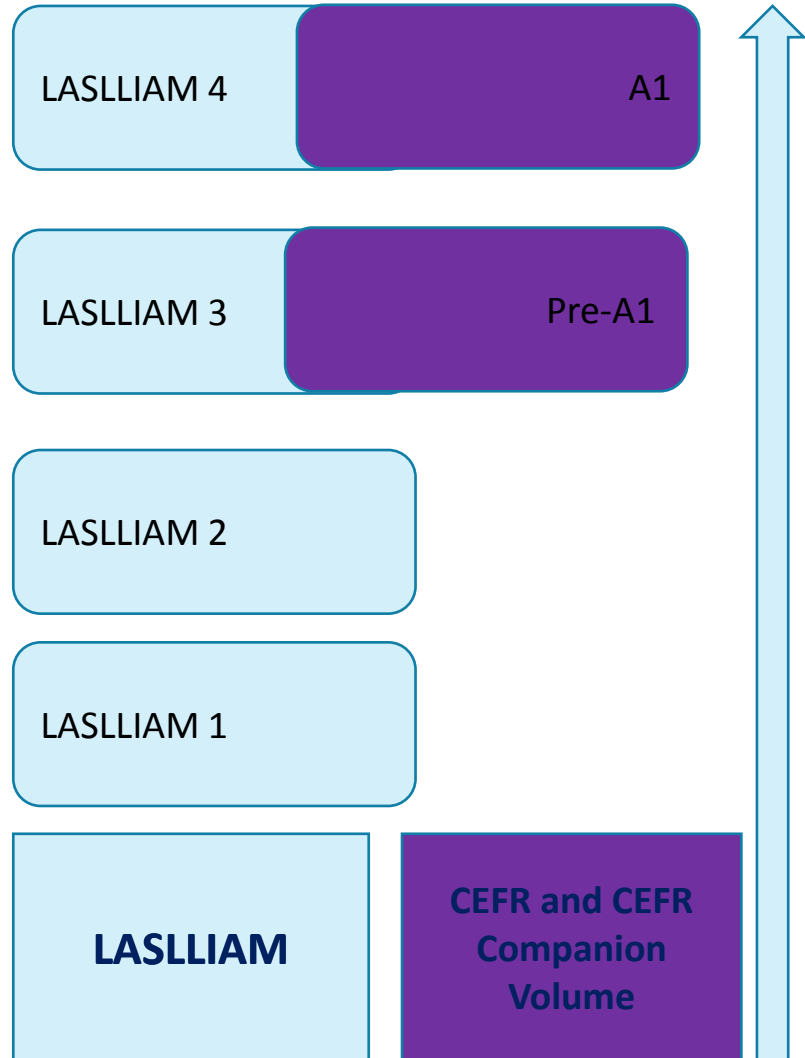 LASLLIAM 4
A1
LASLLIAM 3
Pre-A1
LASLLIAM 2
LASLLIAM 1
LASLLIAM
CEFR and CEFR
Companion
Volume